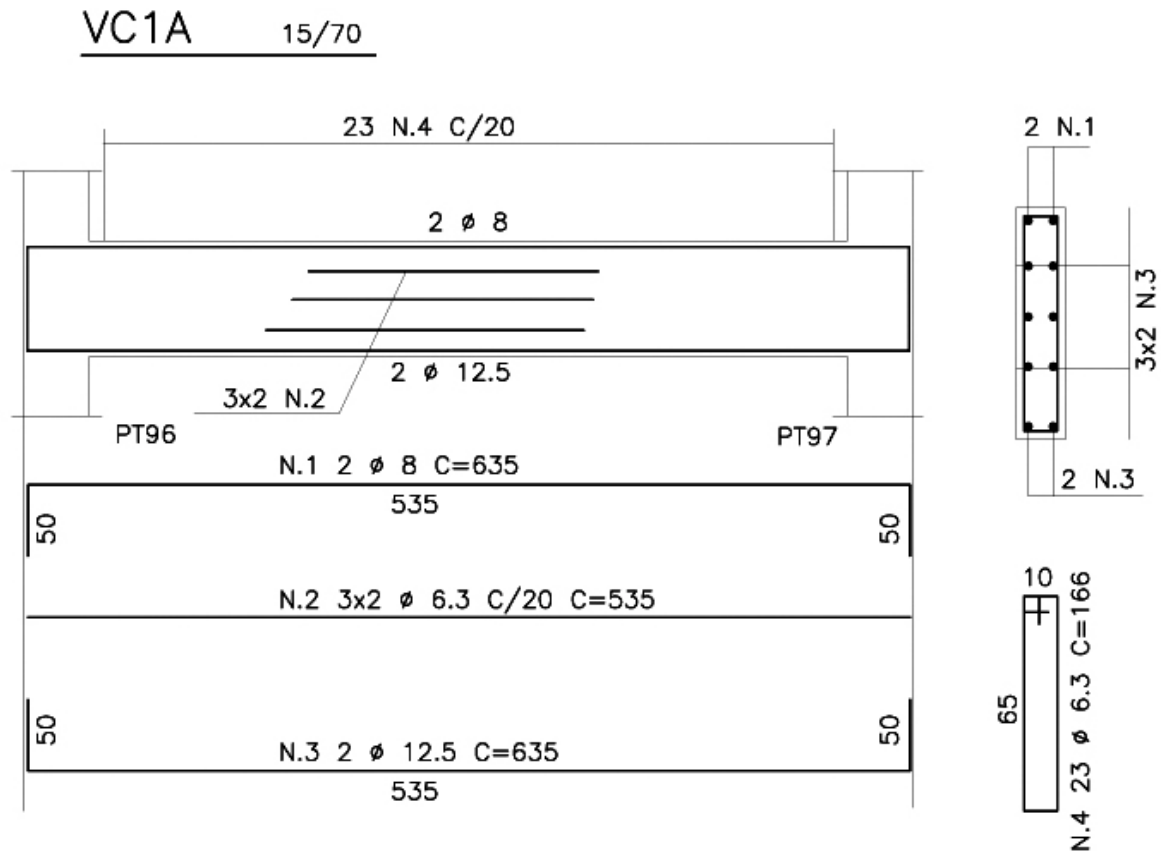 VC1A 15/70
23 N.4 C/20
2 ø 8
2 ø 12.5
3x2 N.2
PT96
PT97
N.1 2 ø 8 C=635
535
50
50
N.2 3x2 ø 6.3 C/20 C=535
50
50
N.3 2 ø 12.5 C=635
535
2 N.1
3x2 N.3
2 N.3
10
65
N.4 23 ø 6.3 C=166